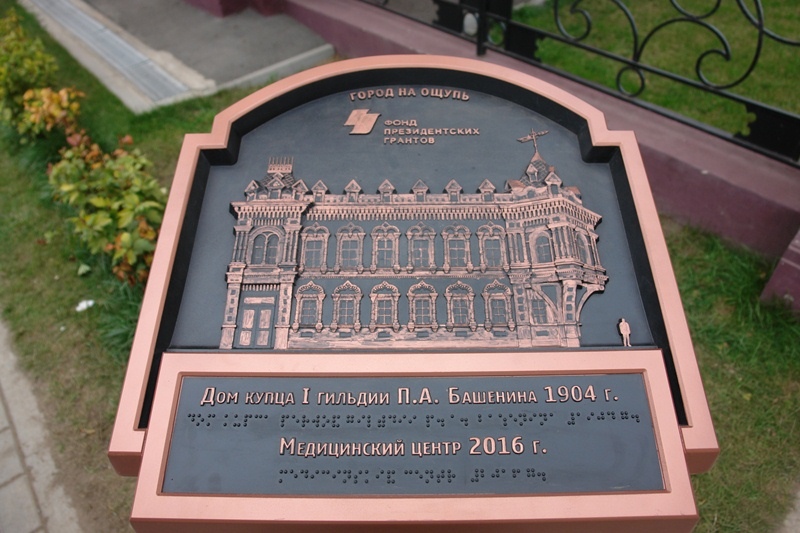 ГОРОД НА ОЩУПЬ
ФОНД
ПРЕЗИДЕНТСКИХ
ГРАНТОВ
Дом купца I гильдии П.А. Башенина 1904 г.
Медицинский центр 2016 г.